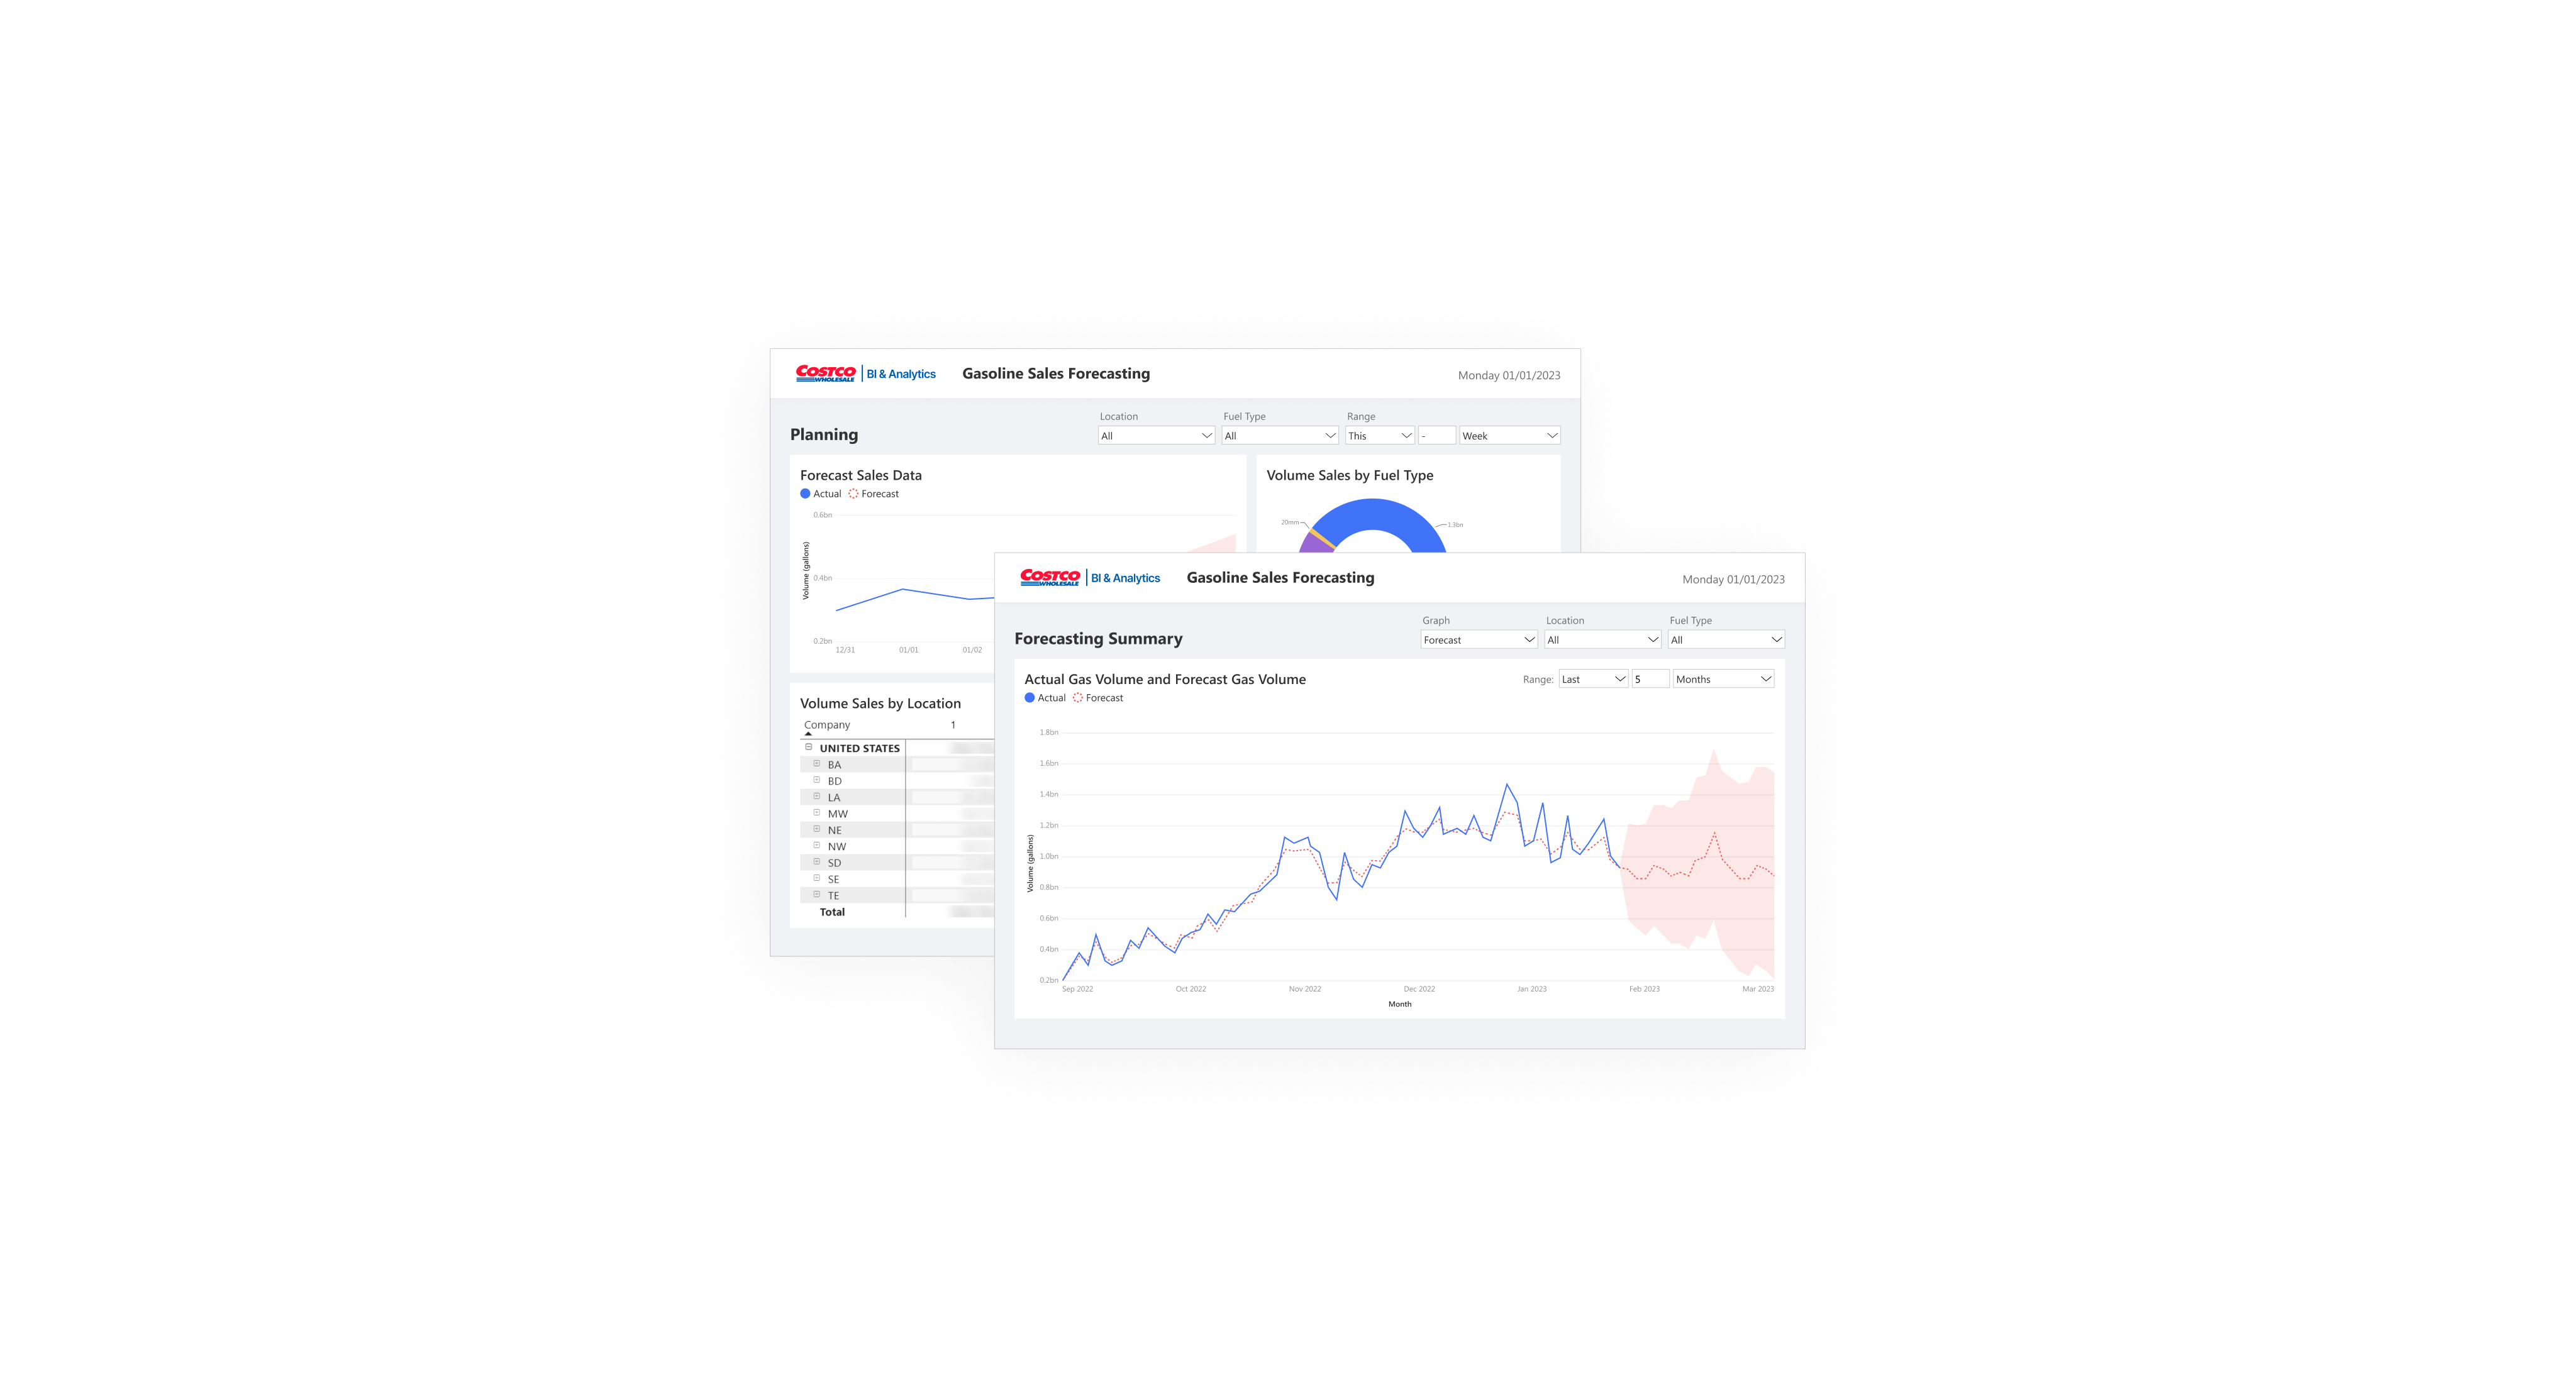 COSTCO WHOLESALE BI & Analytics Gasoline Sales Forecasting Monday 01/01/2023
Planning
Location Fuel Type Range
All All This - Week
Forecast Sales Data
Actual Forecast
0.6bn
0.4bn
0.2bn
Volume (gallons)
12/31 01/01 01/02
Volume Sales by Fuel Type
20mm 1.3bn
Volume Sales by Location
Company 1
UNITED STATES
BA
BD
LA
MW
NE
NW
SD
SE
TE
Total
COSTCO WHOLESALE BI & Analytics Gasoline Sales Forecasting Monday 01/01/2023
Forecasting Summary
Graph Location Fuel Type
Forecast All All
Actual Gas Volume and Forecast Gas Volume
Range: Last 5 Months
Actual Forecast
1.8bn
1.6bn
1.4bn
1.2bn
1.0bn
0.8bn
0.6bn
0.4bn
0.2bn
Volume (gallons)
Sep 2022 Oct 2022 Nov 2022 Dec 2022 Jan 2023 Feb 2023 Mar 2023
Month